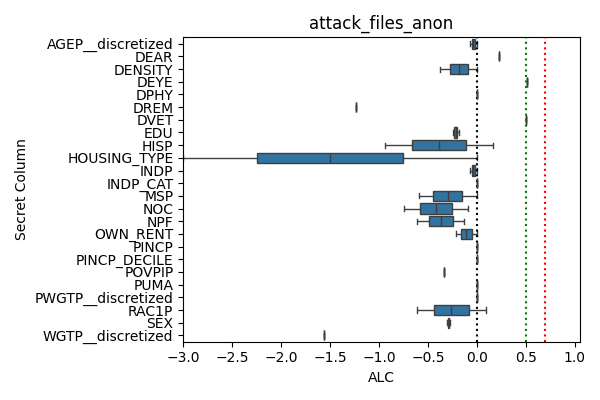 attack_files_anon
Secret Column
AGEP__discretized
DEAR
DENSITY
DEYE
DPHY
DREM
DVET
EDU
HISP
HOUSING_TYPE
INDP
INDP_CAT
MSP
NOC
NPF
OWN_RENT
PINCP
PINCP_DECILE
POVPIP
PUMA
PWGTP__discretized
RAC1P
SEX
WGTP__discretized
−3.0 −2.5 −2.0 −1.5 −1.0 −0.5 0.0 0.5 1.0
ALC